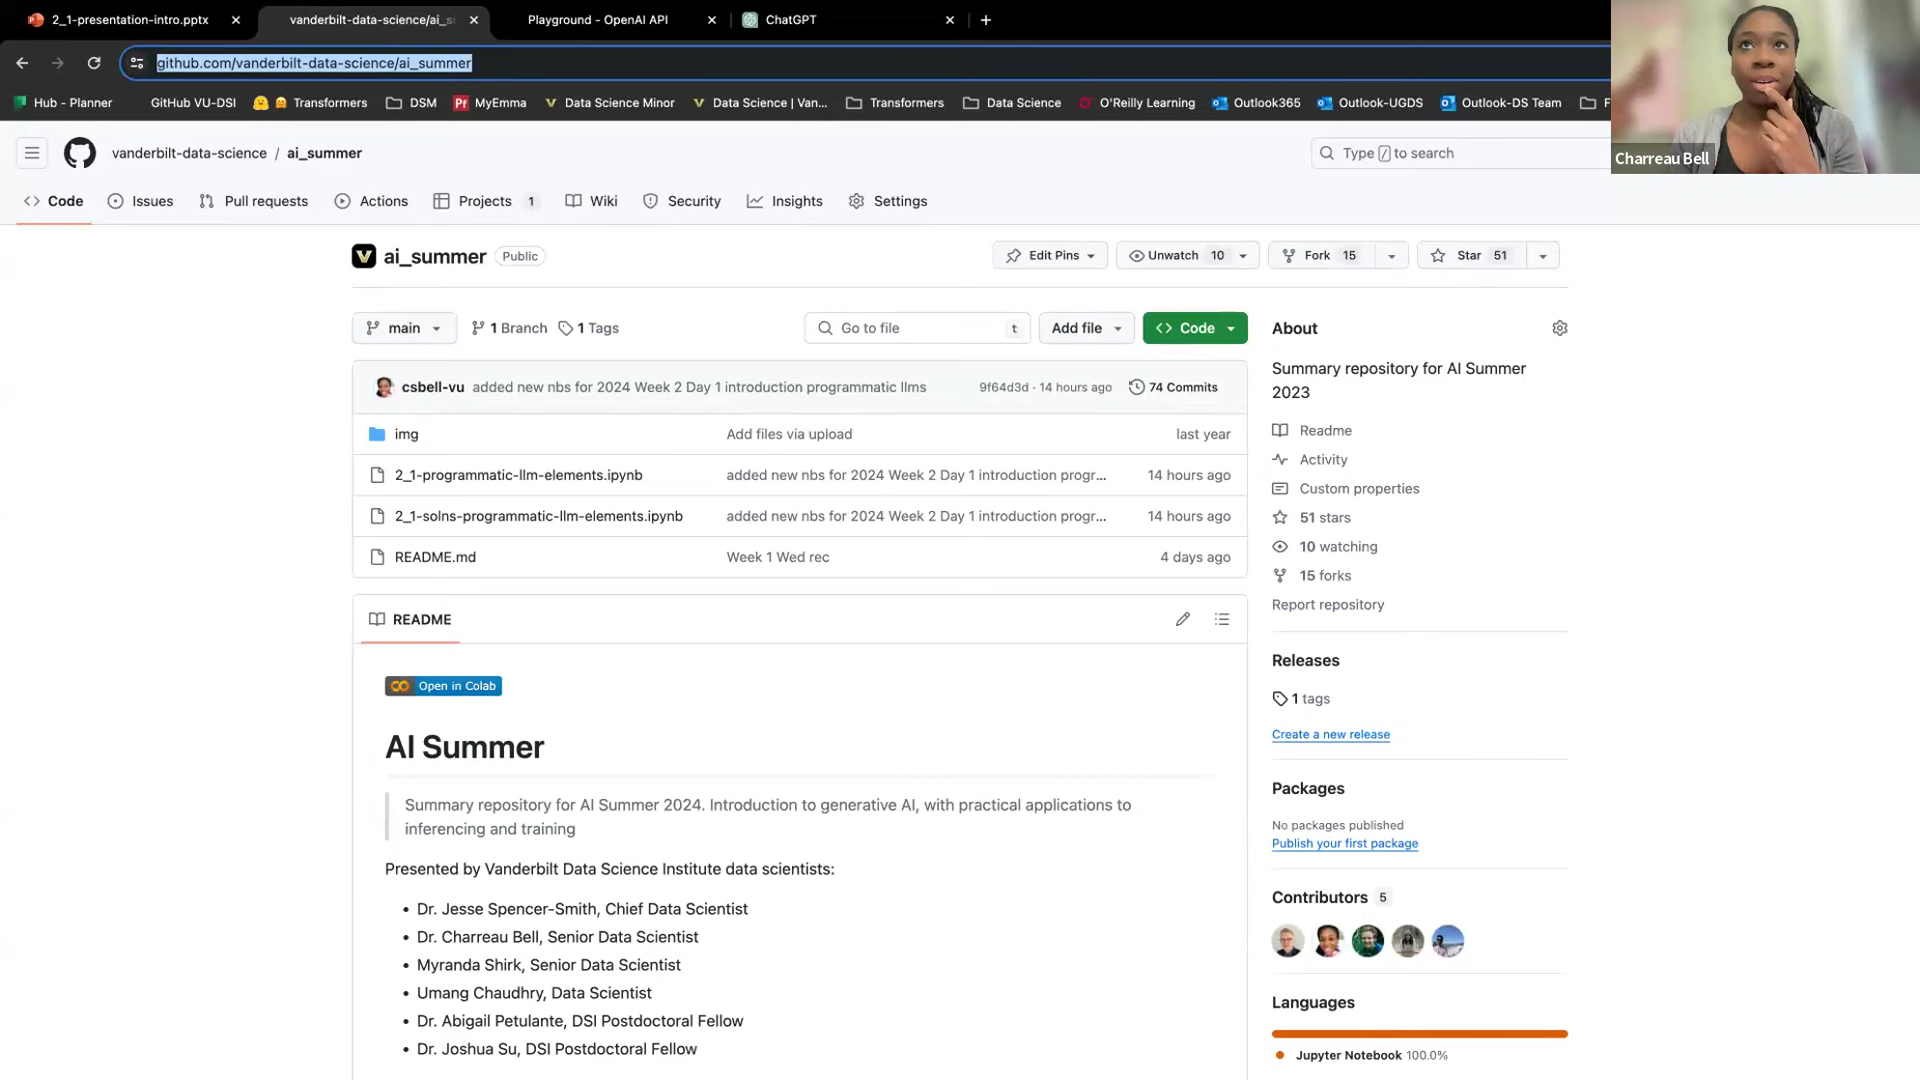 2_1-presentation-intro.pptx
vanderbilt-data-science/ai_s
Playground - OpenAI API
ChatGPT
github.com/vanderbilt-data-science/ai_summer
Hub - Planner
GitHub VU-DSI
Transformers
DSM
MyEmma
Data Science Minor
Data Science | Van...
Transformers
Data Science
O'Reilly Learning
Outlook365
Outlook-UGDS
Outlook-DS Team
F
Charreau Bell
vanderbilt-data-science / ai_summer
Type / to search
Code
Issues
Pull requests
Actions
Projects 1
Wiki
Security
Insights
Settings
ai_summer Public
Edit Pins
Unwatch 10
Fork 15
Star 51
main
1 Branch
1 Tags
Go to file t
Add file
Code
csbell-vu added new nbs for 2024 Week 2 Day 1 introduction programmatic llms 9f64d3d · 14 hours ago 74 Commits
img Add files via upload last year
2_1-programmatic-llm-elements.ipynb added new nbs for 2024 Week 2 Day 1 introduction progr... 14 hours ago
2_1-solns-programmatic-llm-elements.ipynb added new nbs for 2024 Week 2 Day 1 introduction progr... 14 hours ago
README.md Week 1 Wed rec 4 days ago
README
Open in Colab
AI Summer
Summary repository for AI Summer 2024. Introduction to generative AI, with practical applications to
inferencing and training
Presented by Vanderbilt Data Science Institute data scientists:
• Dr. Jesse Spencer-Smith, Chief Data Scientist
• Dr. Charreau Bell, Senior Data Scientist
• Myranda Shirk, Senior Data Scientist
• Umang Chaudhry, Data Scientist
• Dr. Abigail Petulante, DSI Postdoctoral Fellow
• Dr. Joshua Su, DSI Postdoctoral Fellow
About
Summary repository for AI Summer
2023
Readme
Activity
Custom properties
51 stars
10 watching
15 forks
Report repository
Releases
1 tags
Create a new release
Packages
No packages published
Publish your first package
Contributors 5
Languages
Jupyter Notebook 100.0%